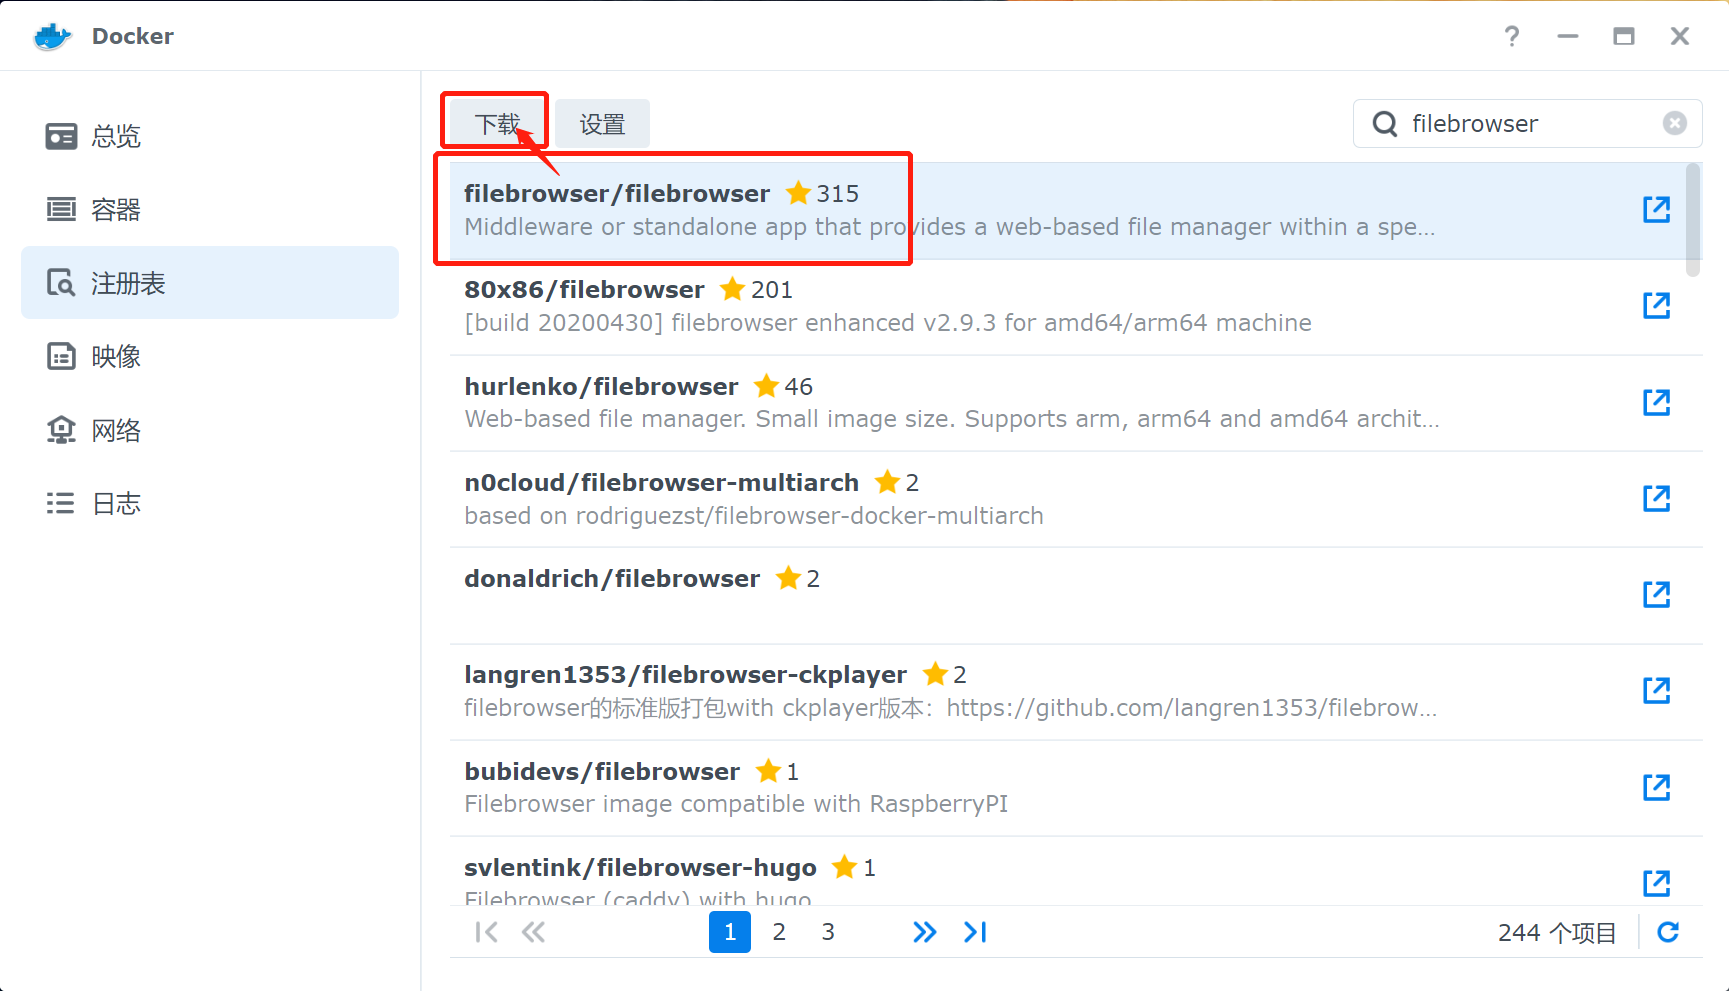 Docker
总览
容器
注册表
映像
网络
日志
下载 设置 filebrowser
filebrowser/filebrowser 315
Middleware or standalone app that provides a web-based file manager within a spe...
80x86/filebrowser 201
[build 20200430] filebrowser enhanced v2.9.3 for amd64/arm64 machine
hurlenko/filebrowser 46
Web-based file manager. Small image size. Supports arm, arm64 and amd64 archit...
n0cloud/filebrowser-multiarch 2
based on rodriguezst/filebrowser-docker-multiarch
donaldrich/filebrowser 2
langren1353/filebrowser-ckplayer 2
filebrowser的标准版打包with ckplayer版本：https://github.com/langren1353/filebrow...
bubidevs/filebrowser 1
Filebrowser image compatible with RaspberryPI
svlentink/filebrowser-hugo 1
Filebrowser (caddy) with hugo
1 2 3 244 个项目